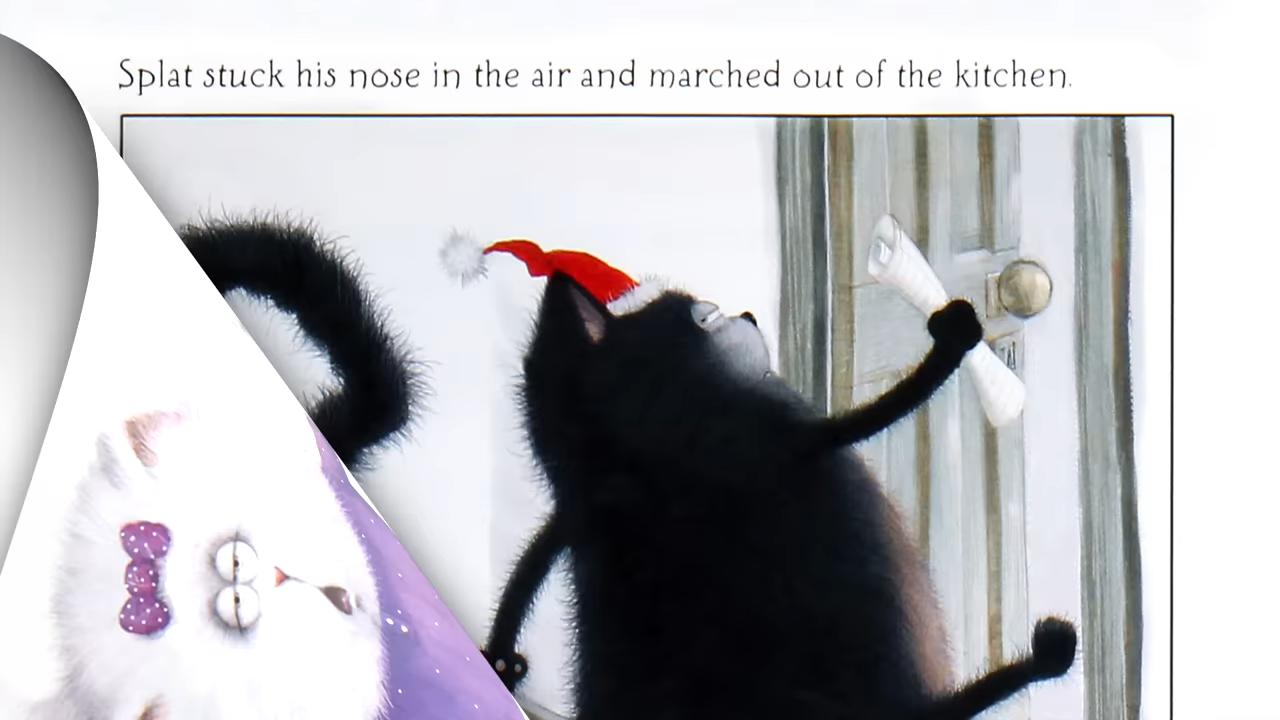 Splat stuck his nose in the air and marched out of the kitchen.